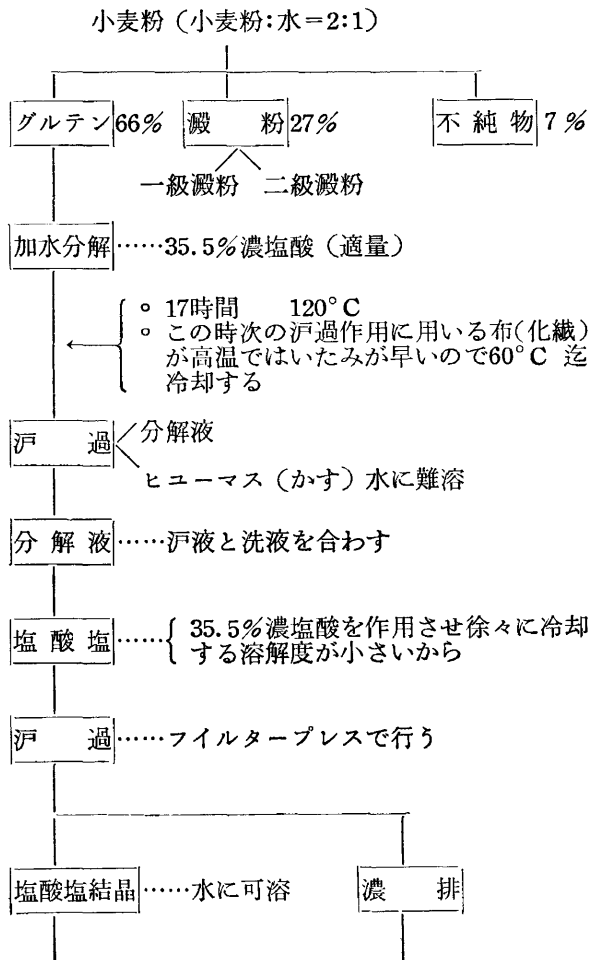 小麦粉（小麦粉：水＝2：1）
グルテン 66% 澱 粉 27% 不純物 7%
一級澱粉 二級澱粉
加水分解……35.5%濃塩酸（適量）
○ 17時間 120°C
○ この時次の沪過作用に用いる布(化繊)
が高温ではいたみが早いので60°C 迄
冷却する
沪 過
分解液
ヒユーマス（かす）水に難溶
分解液……沪液と洗液を合わす
塩酸塩……35.5%濃塩酸を作用させ徐々に冷却
する溶解度が小さいから
沪 過……フイルタープレスで行う
塩酸塩結晶……水に可溶 濃 排